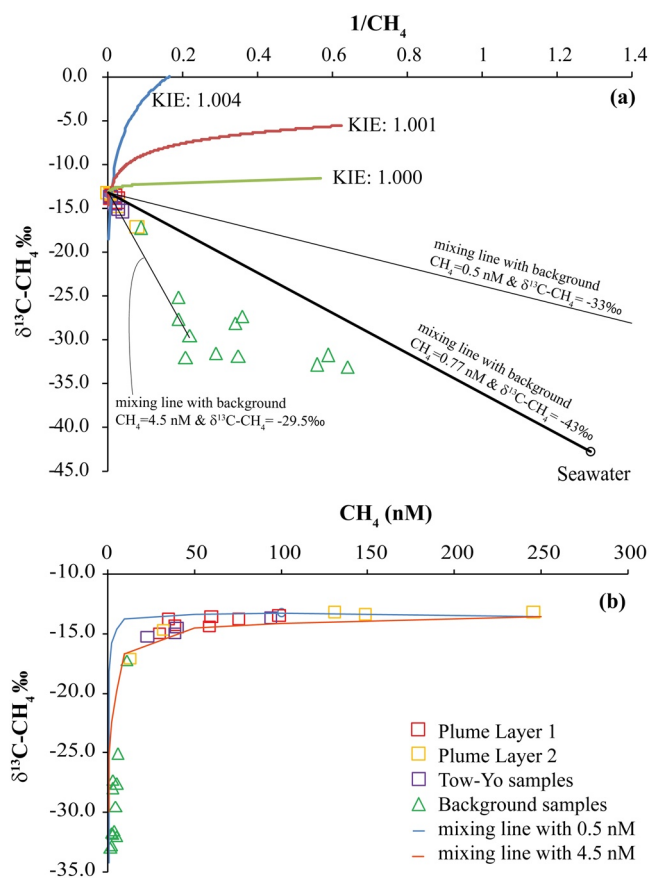 1/CH₄
0 0.2 0.4 0.6 0.8 1 1.2 1.4
0.0
-5.0
-10.0
-15.0
-20.0
-25.0
-30.0
-35.0
-40.0
-45.0
δ¹³C-CH₄‰
(a)
KIE: 1.004
KIE: 1.001
KIE: 1.000
mixing line with background
CH₄=0.5 nM & δ¹³C-CH₄= -33‰
mixing line with background
CH₄=0.77 nM & δ¹³C-CH₄ = -43‰
mixing line with background
CH₄=4.5 nM & δ¹³C-CH₄= -29.5‰
Seawater
CH₄ (nM)
0 50 100 150 200 250 300
-10.0
-15.0
-20.0
-25.0
-30.0
-35.0
δ¹³C-CH₄‰
(b)
Plume Layer 1
Plume Layer 2
Tow-Yo samples
Background samples
mixing line with 0.5 nM
mixing line with 4.5 nM